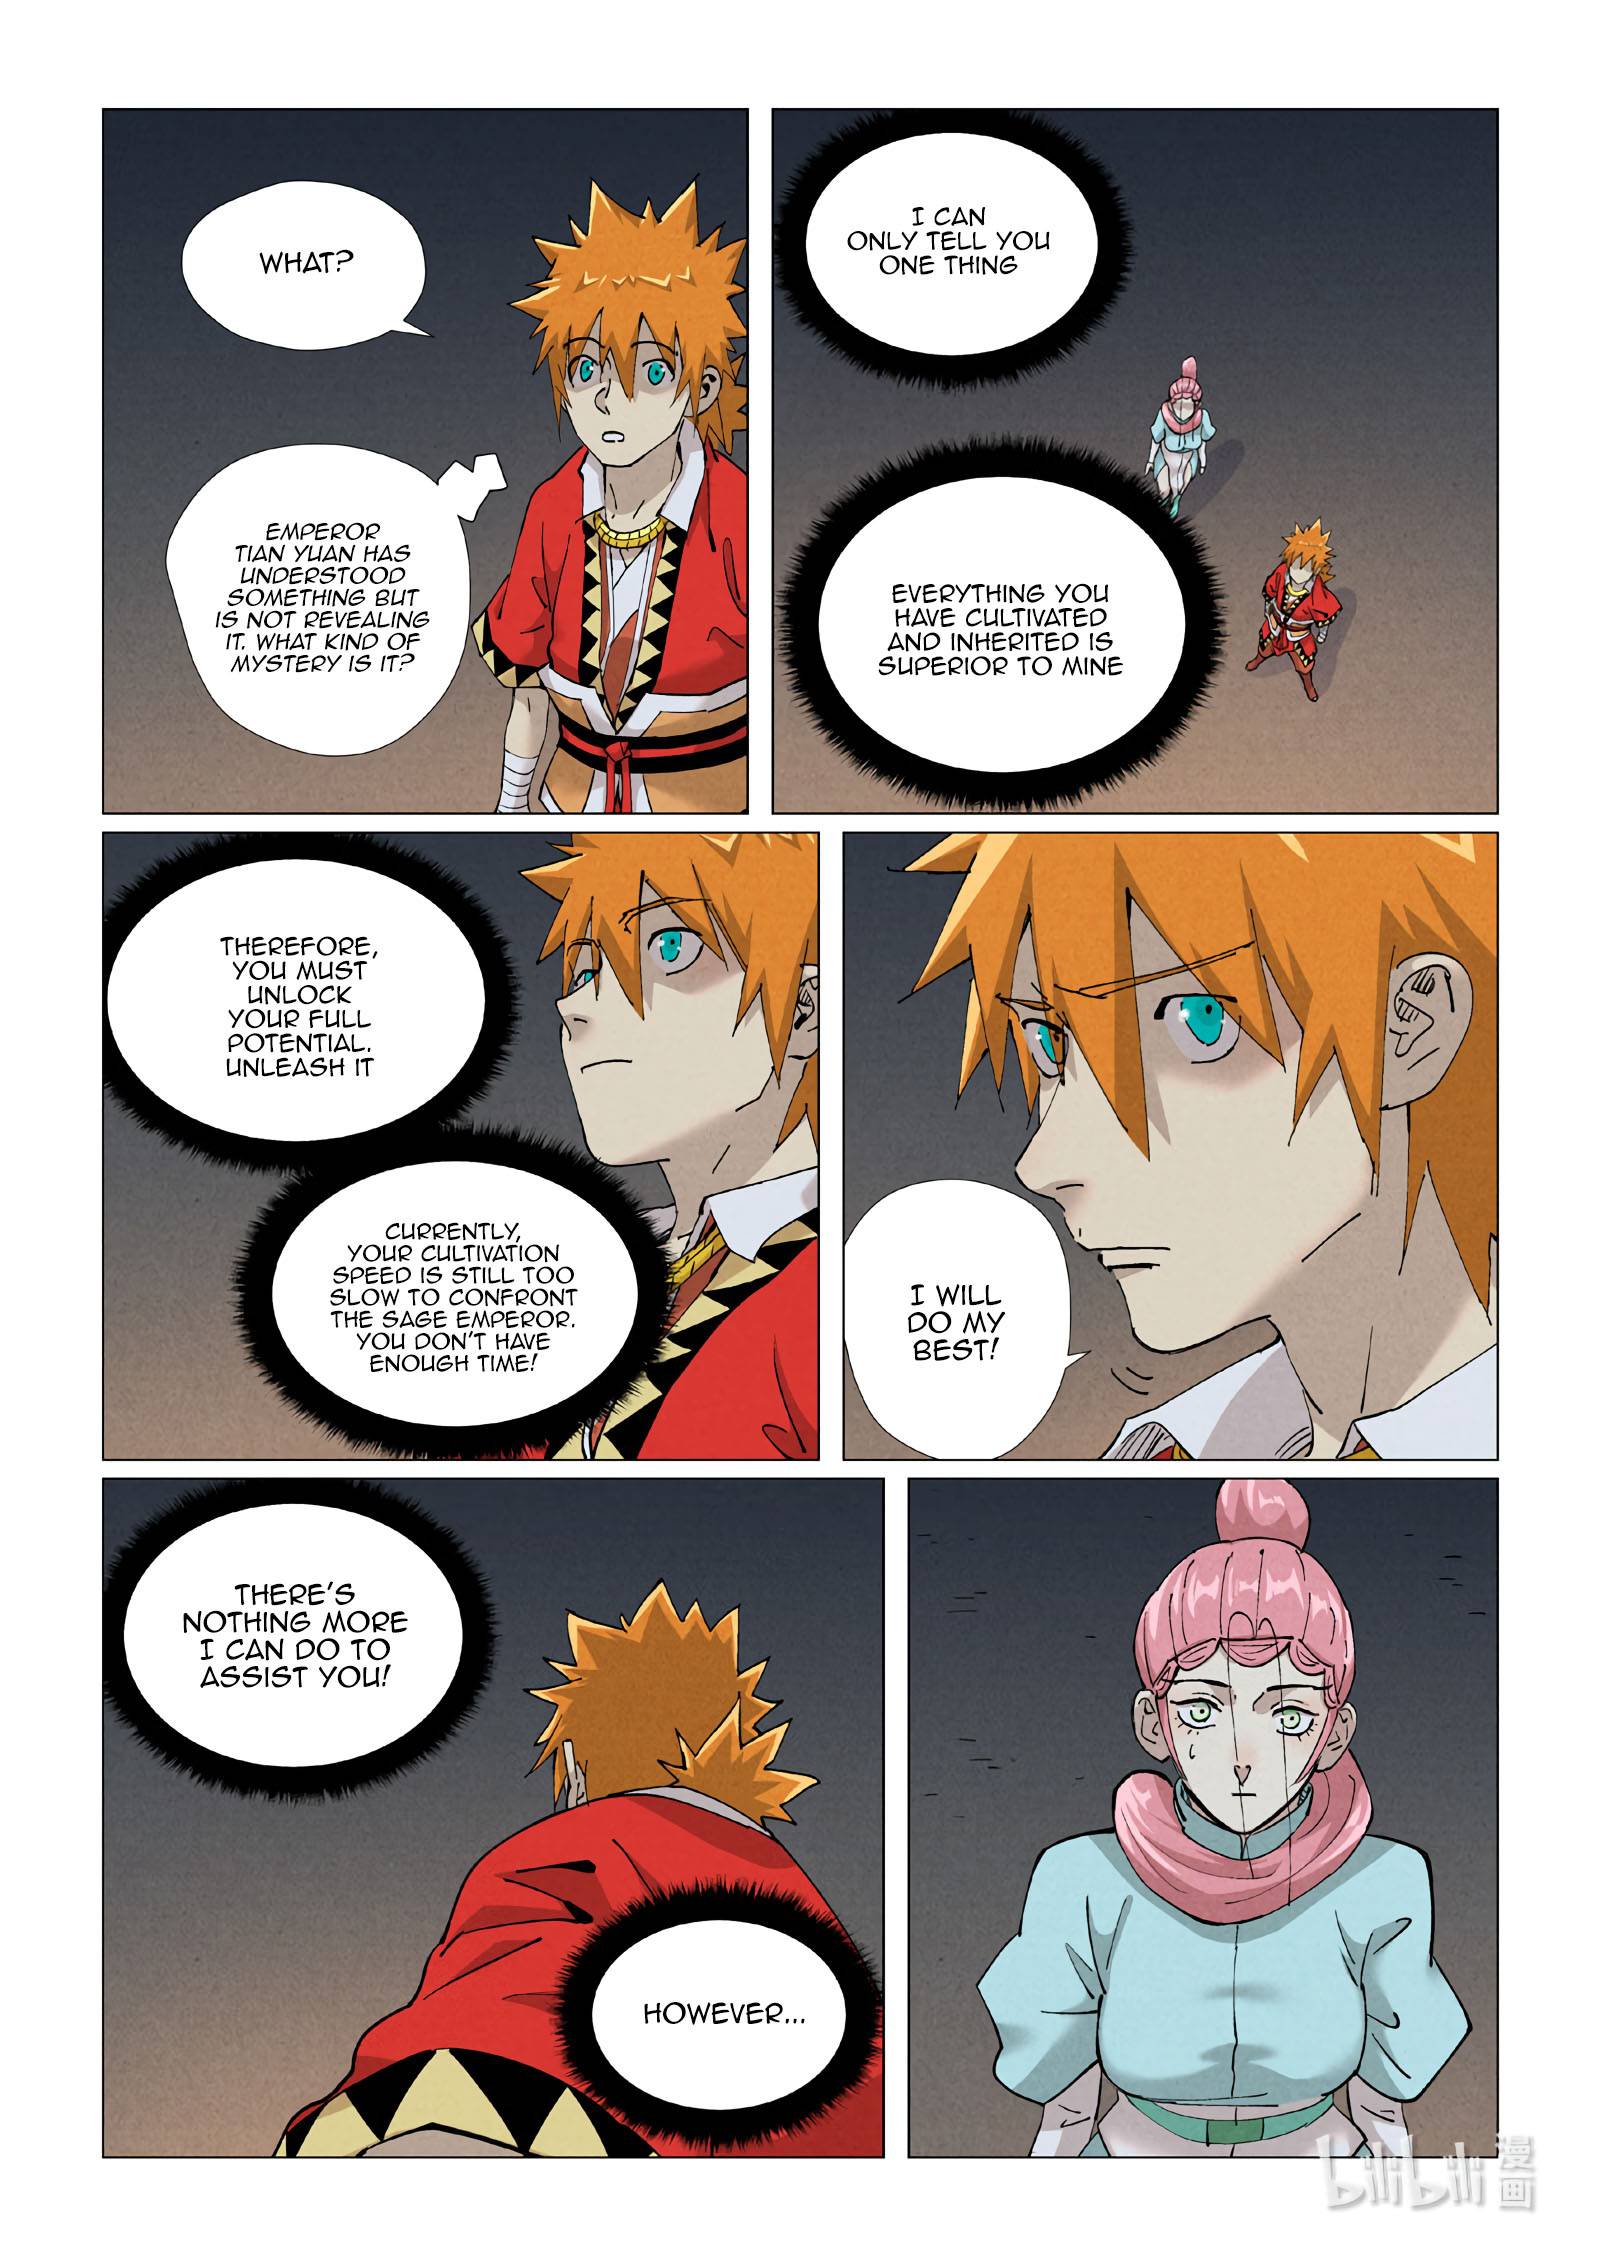 WHAT?
EMPEROR
TIAN YUAN HAS
UNDERSTOOD
SOMETHING BUT
IS NOT REVEALING
IT. WHAT KIND OF
MYSTERY IS IT?
I CAN
ONLY TELL YOU
ONE THING
EVERYTHING YOU
HAVE CULTIVATED
AND INHERITED IS
SUPERIOR TO MINE
THEREFORE,
YOU MUST
UNLOCK
YOUR FULL
POTENTIAL.
UNLEASH IT
CURRENTLY,
YOUR CULTIVATION
SPEED IS STILL TOO
SLOW TO CONFRONT
THE SAGE EMPEROR.
YOU DON'T HAVE
ENOUGH TIME!
I WILL
DO MY
BEST!
THERE'S
NOTHING MORE
I CAN DO TO
ASSIST YOU!
HOWEVER...
bilibili 漫画